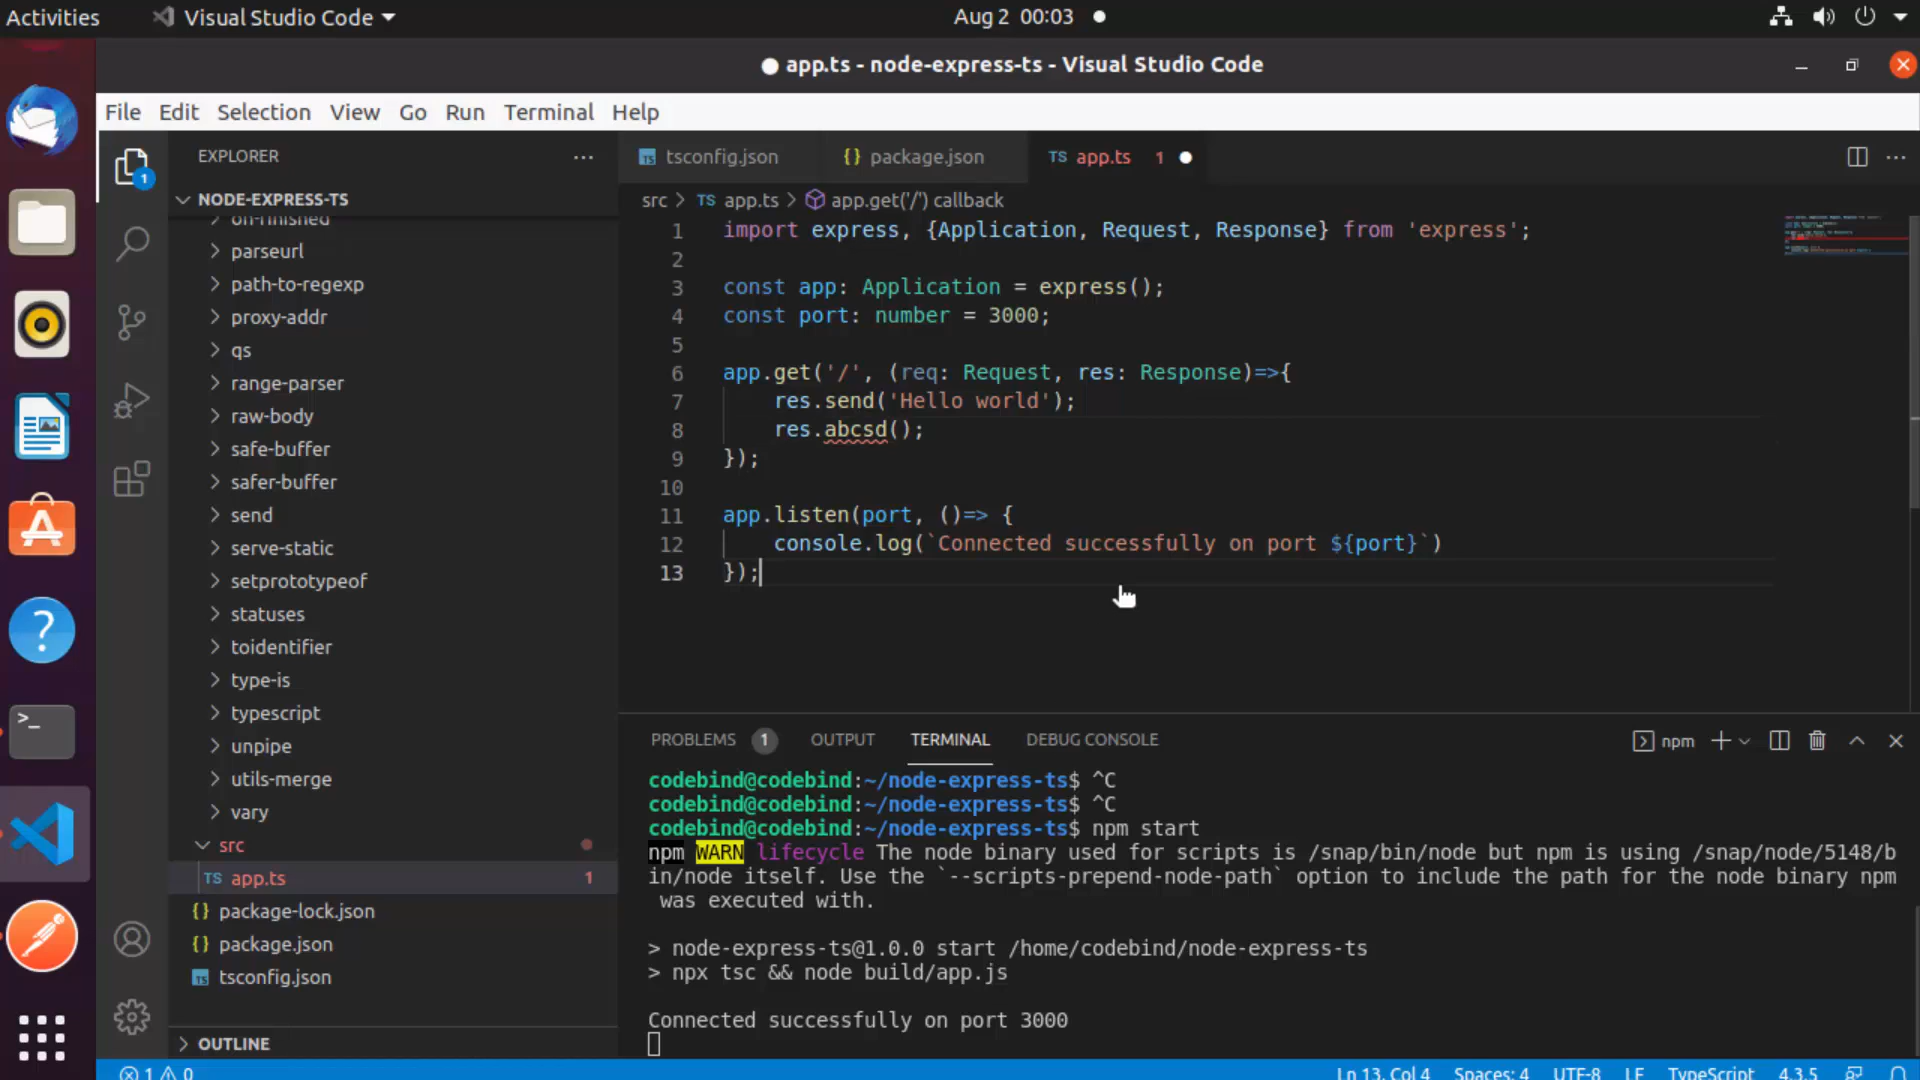 Activities
Visual Studio Code
Aug 2 00:03
app.ts - node-express-ts - Visual Studio Code
File Edit Selection View Go Run Terminal Help
1
EXPLORER
NODE-EXPRESS-TS
on-finished
parseurl
path-to-regexp
proxy-addr
qs
range-parser
raw-body
safe-buffer
safer-buffer
send
serve-static
setprototypeof
statuses
toidentifier
type-is
typescript
unpipe
utils-merge
vary
src
TS app.ts 1
{} package-lock.json
{} package.json
TS tsconfig.json
OUTLINE
TS tsconfig.json {} package.json TS app.ts 1
src > TS app.ts > app.get('/') callback
1 import express, {Application, Request, Response} from 'express';
2
3 const app: Application = express();
4 const port: number = 3000;
5
6 app.get('/', (req: Request, res: Response)=>{
7 res.send('Hello world');
8 res.abcsd();
9 });
10
11 app.listen(port, ()=> {
12 console.log(`Connected successfully on port ${port}`)
13 });
PROBLEMS 1 OUTPUT TERMINAL DEBUG CONSOLE
npm
codebind@codebind:~/node-express-ts$ ^C
codebind@codebind:~/node-express-ts$ ^C
codebind@codebind:~/node-express-ts$ npm start
npm WARN lifecycle The node binary used for scripts is /snap/bin/node but npm is using /snap/node/5148/b
in/node itself. Use the `--scripts-prepend-node-path` option to include the path for the node binary npm
was executed with.
> node-express-ts@1.0.0 start /home/codebind/node-express-ts
> npx tsc && node build/app.js
Connected successfully on port 3000
1 0
Ln 13, Col 4 Spaces: 4 UTF-8 LF TypeScript 4.3.5